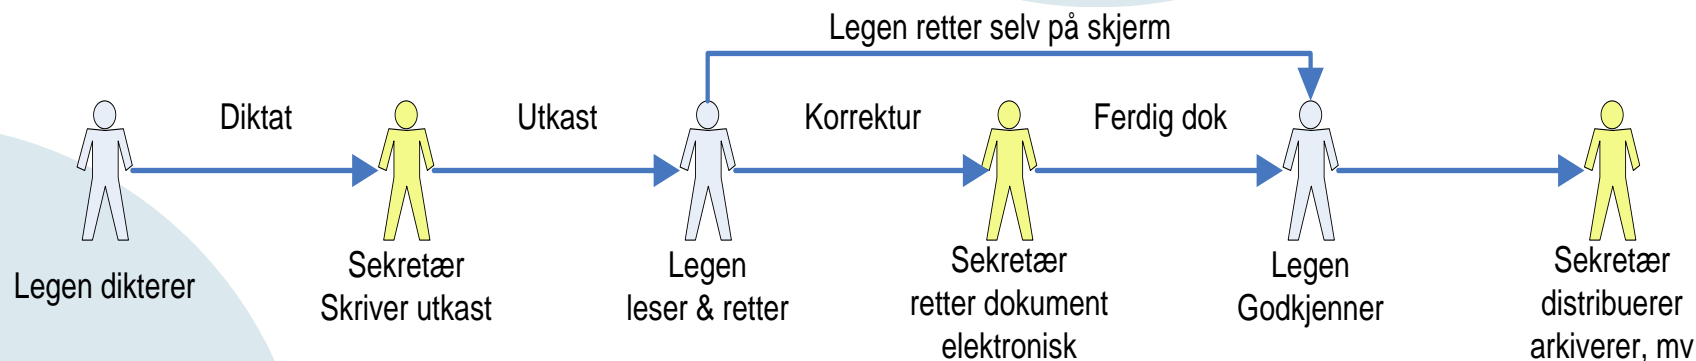 Legen retter selv på skjerm
Diktat
Utkast
Korrektur
Ferdig dok
Legen dikterer
Sekretær
Skriver utkast
Legen
leser & retter
Sekretær
retter dokument
elektronisk
Legen
Godkjenner
Sekretær
distribuerer
arkiverer, mv